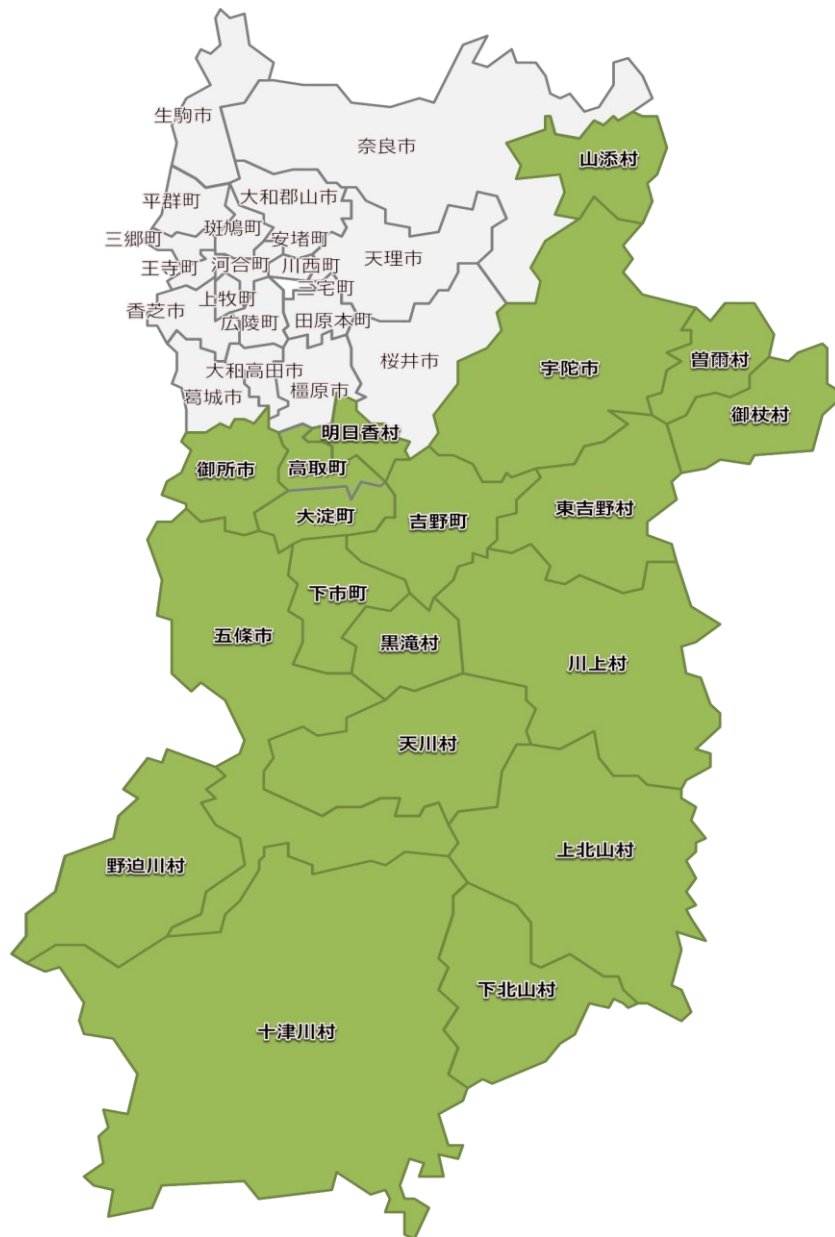 生駒市
奈良市
山添村
平群町
大和郡山市
斑鳩町
三郷町
安堵町
天理市
王寺町
河合町
川西町
三宅町
香芝市
上牧町
広陵町
田原本町
桜井市
宇陀市
曽爾村
大和高田市
葛城市
橿原市
御杖村
明日香村
御所市
高取町
大淀町
吉野町
東吉野村
下市町
五條市
黒滝村
川上村
天川村
野迫川村
上北山村
下北山村
十津川村